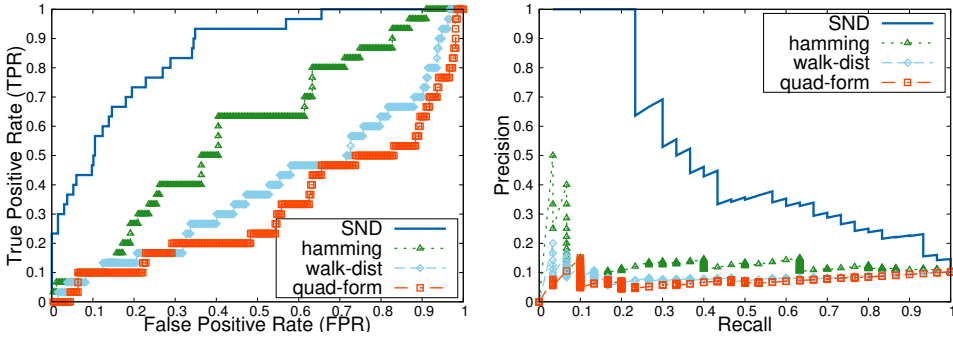 True Positive Rate (TPR)
1
0.9
0.8
0.7
0.6
0.5
0.4
0.3
0.2
0.1
0
SND
hamming
walk-dist
quad-form
0 0.1 0.2 0.3 0.4 0.5 0.6 0.7 0.8 0.9 1
False Positive Rate (FPR)
Precision
1
0.9
0.8
0.7
0.6
0.5
0.4
0.3
0.2
0.1
0
SND
hamming
walk-dist
quad-form
0 0.1 0.2 0.3 0.4 0.5 0.6 0.7 0.8 0.9 1
Recall